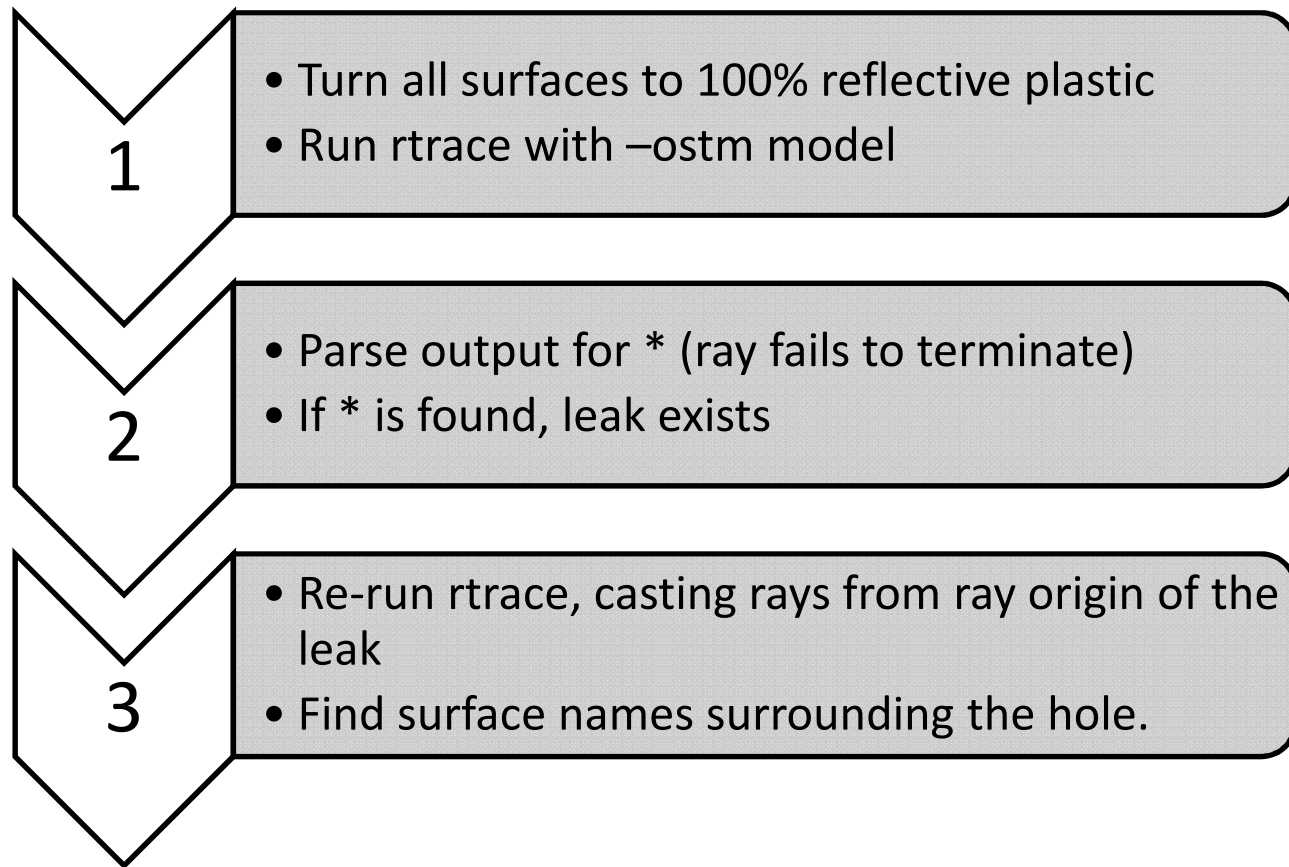 1
• Turn all surfaces to 100% reflective plastic
• Run rtrace with –ostm model
2
• Parse output for * (ray fails to terminate)
• If * is found, leak exists
3
• Re-run rtrace, casting rays from ray origin of the
leak
• Find surface names surrounding the hole.